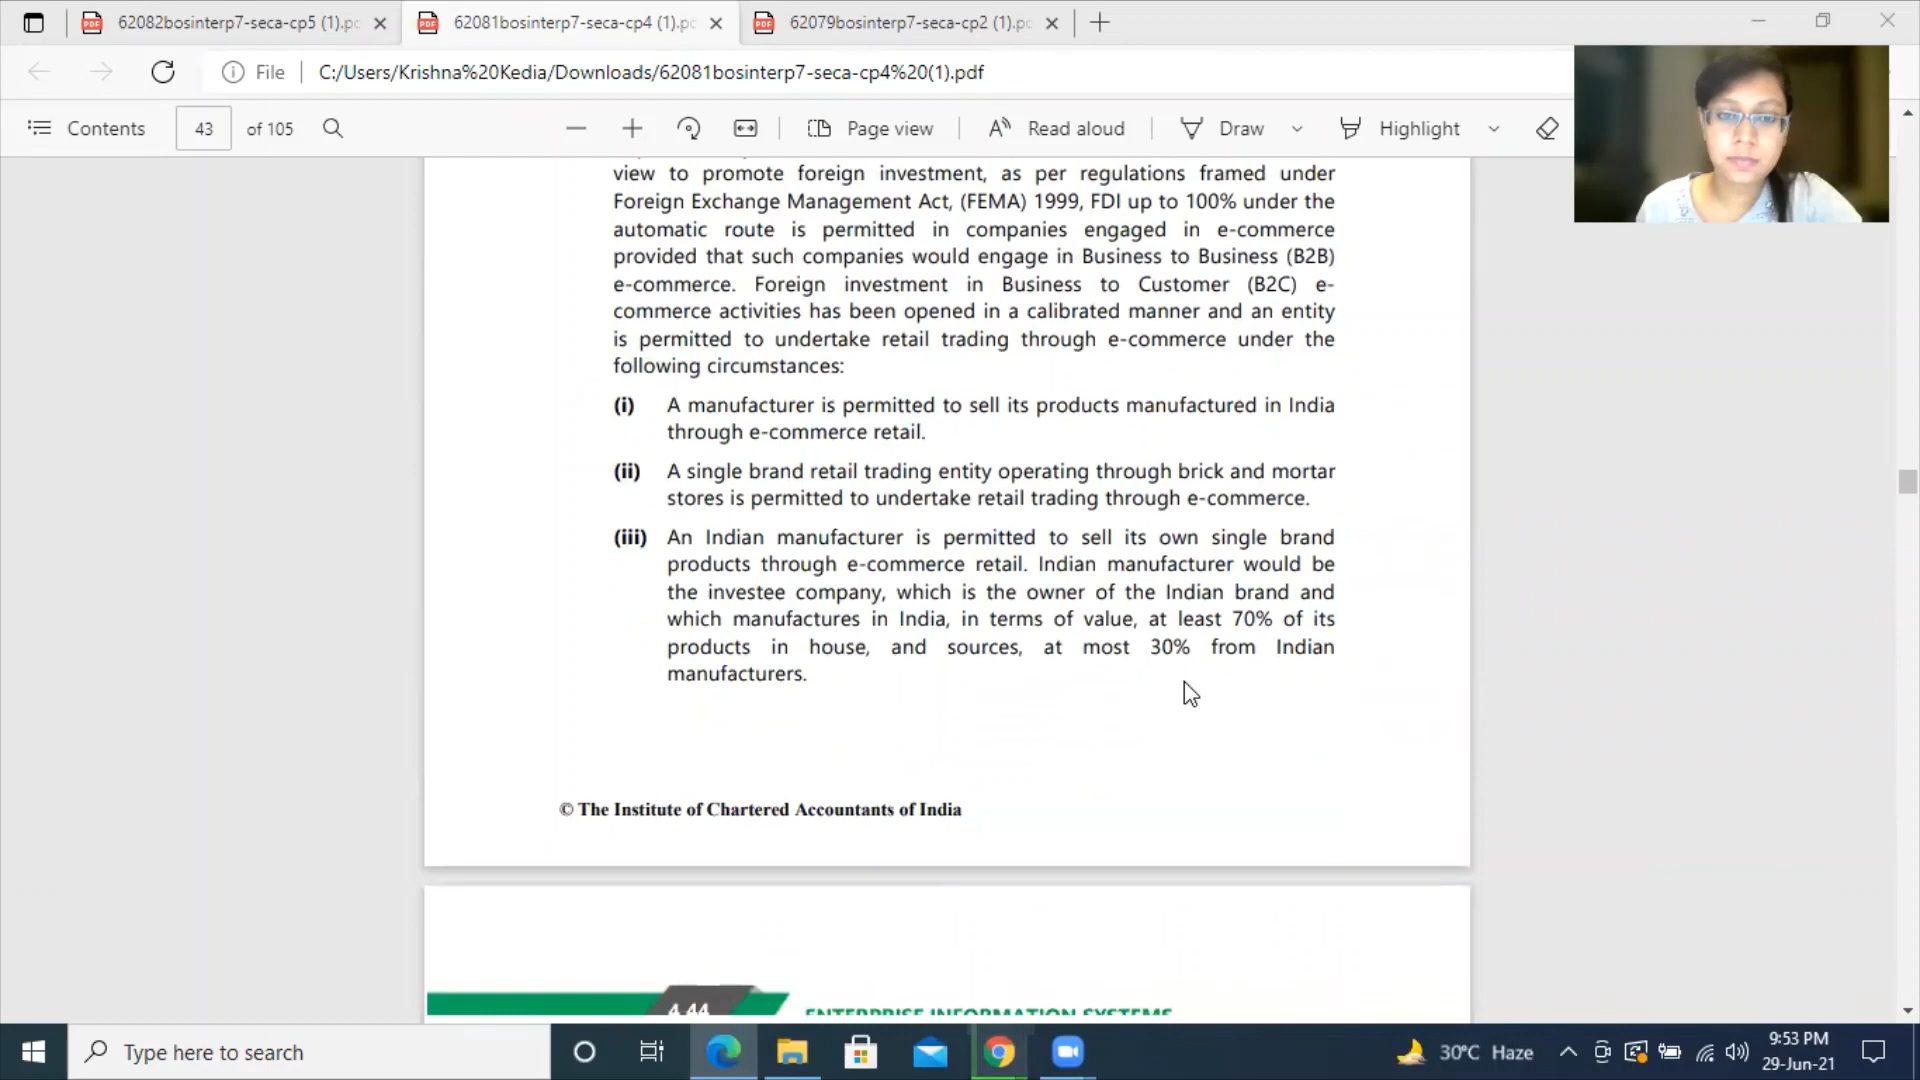 62082bosinterp7-seca-cp5 (1).pc
62081bosinterp7-seca-cp4 (1).pc
62079bosinterp7-seca-cp2 (1).pc
File
C:/Users/Krishna%20Kedia/Downloads/62081bosinterp7-seca-cp4%20(1).pdf
Contents
43
of 105
Page view
Read aloud
Draw
Highlight
view to promote foreign investment, as per regulations framed under
Foreign Exchange Management Act, (FEMA) 1999, FDI up to 100% under the
automatic route is permitted in companies engaged in e-commerce
provided that such companies would engage in Business to Business (B2B)
e-commerce. Foreign investment in Business to Customer (B2C) e-
commerce activities has been opened in a calibrated manner and an entity
is permitted to undertake retail trading through e-commerce under the
following circumstances:
(i) A manufacturer is permitted to sell its products manufactured in India
through e-commerce retail.
(ii) A single brand retail trading entity operating through brick and mortar
stores is permitted to undertake retail trading through e-commerce.
(iii) An Indian manufacturer is permitted to sell its own single brand
products through e-commerce retail. Indian manufacturer would be
the investee company, which is the owner of the Indian brand and
which manufactures in India, in terms of value, at least 70% of its
products in house, and sources, at most 30% from Indian
manufacturers.
© The Institute of Chartered Accountants of India
4.44
ENTERPRISE INFORMATION SYSTEMS
Type here to search
30°C Haze
9:53 PM
29-Jun-21